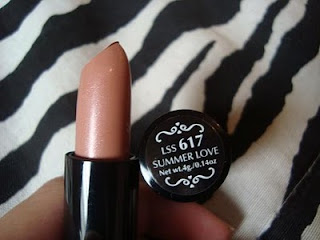 LSS 617
SUMMER LOVE
Net wt.4g./0.14oz